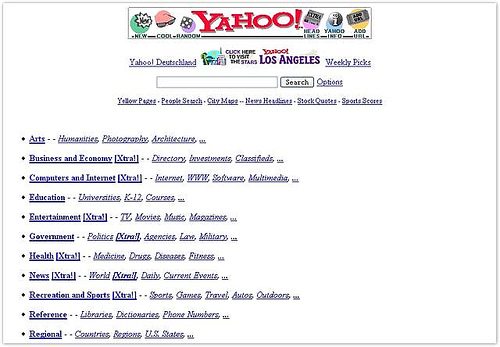 YAHOO!
NEW COOL RANDOM HEAD LINES YAHOO INFO ADD URL
Yahoo! Deutschland CLICK HERE TO VISIT THE STARS YAHOO! LOS ANGELES Weekly Picks
Search Options
Yellow Pages - People Search - City Maps -- News Headlines - Stock Quotes - Sports Scores
Arts - - Humanities, Photography, Architecture, ...
Business and Economy [Xtra!] - - Directory, Investments, Classifieds, ...
Computers and Internet [Xtra!] - - Internet, WWW, Software, Multimedia, ...
Education - - Universities, K-12, Courses, ...
Entertainment [Xtra!] - - TV, Movies, Music, Magazines, ...
Government - - Politics [Xtra!], Agencies, Law, Military, ...
Health [Xtra!] - - Medicine, Drugs, Diseases, Fitness, ...
News [Xtra!] - - World [Xtra!], Daily, Current Events, ...
Recreation and Sports [Xtra!] - - Sports, Games, Travel, Autos, Outdoors, ...
Reference - - Libraries, Dictionaries, Phone Numbers, ...
Regional - - Countries, Regions, U.S. States, ...